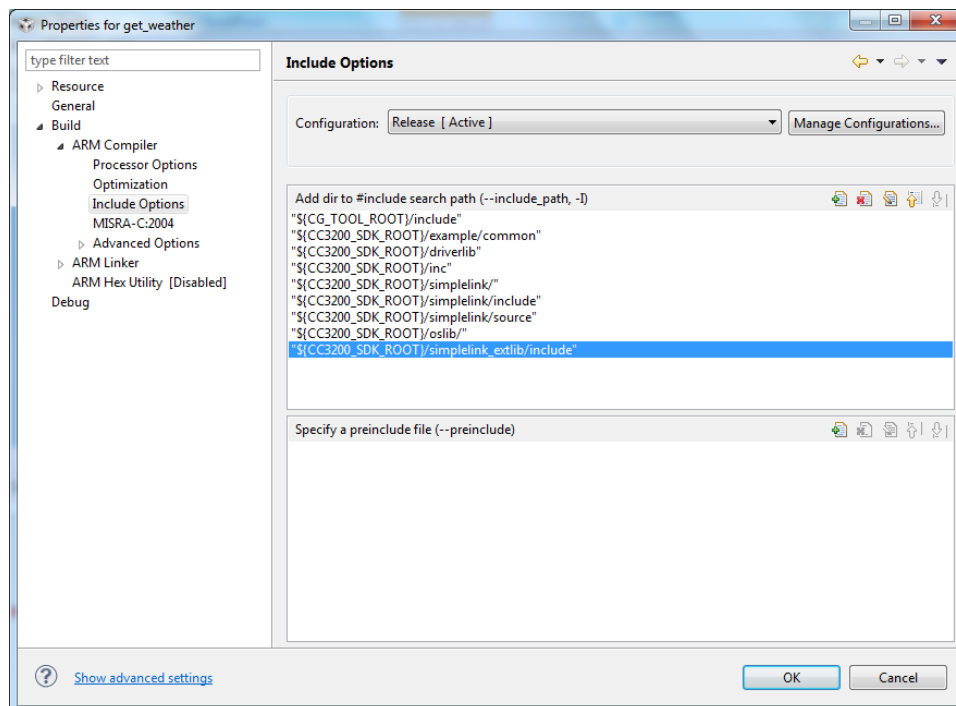 Properties for get_weather
type filter text
Resource
General
Build
ARM Compiler
Processor Options
Optimization
Include Options
MISRA-C:2004
Advanced Options
ARM Linker
ARM Hex Utility [Disabled]
Debug
Include Options
Configuration: Release [ Active ] Manage Configurations...
Add dir to #include search path (--include_path, -I)
"${CG_TOOL_ROOT}/include"
"${CC3200_SDK_ROOT}/example/common"
"${CC3200_SDK_ROOT}/driverlib"
"${CC3200_SDK_ROOT}/inc"
"${CC3200_SDK_ROOT}/simplelink/"
"${CC3200_SDK_ROOT}/simplelink/include"
"${CC3200_SDK_ROOT}/simplelink/source"
"${CC3200_SDK_ROOT}/oslib/"
"${CC3200_SDK_ROOT}/simplelink_extlib/include"
Specify a preinclude file (--preinclude)
? Show advanced settings OK Cancel